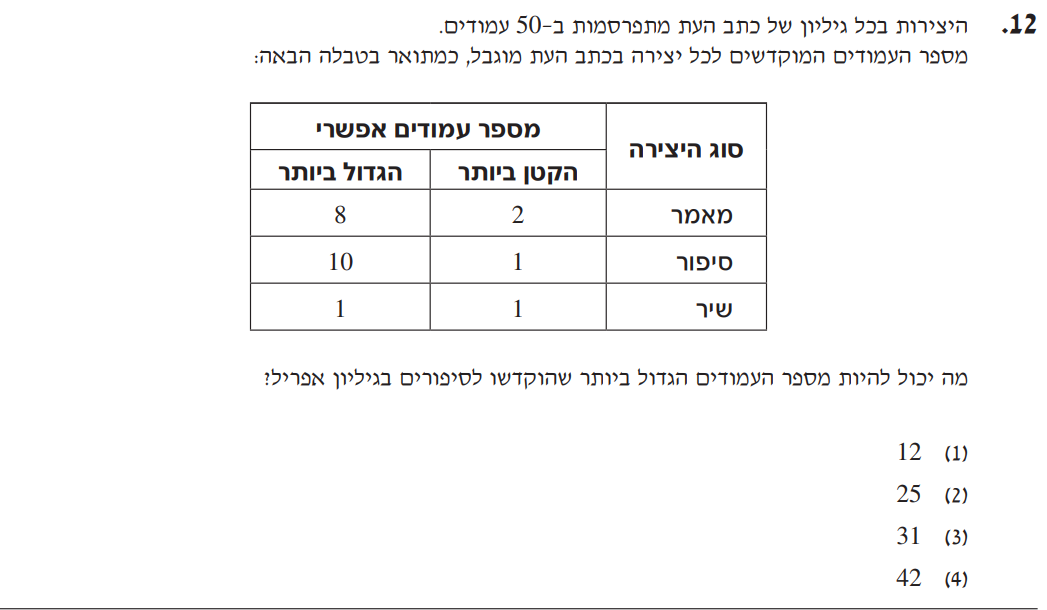 12. היצירות בכל גיליון של כתב העת מתפרסמות ב-50 עמודים.
מספר העמודים המוקדשים לכל יצירה בכתב העת מוגבל, כמתואר בטבלה הבאה:
סוג היצירה מספר עמודים אפשרי
הקטן ביותר הגדול ביותר
מאמר 2 8
סיפור 1 10
שיר 1 1
מה יכול להיות מספר העמודים הגדול ביותר שהוקדשו לסיפורים בגיליון אפריל?
(1) 12
(2) 25
(3) 31
(4) 42